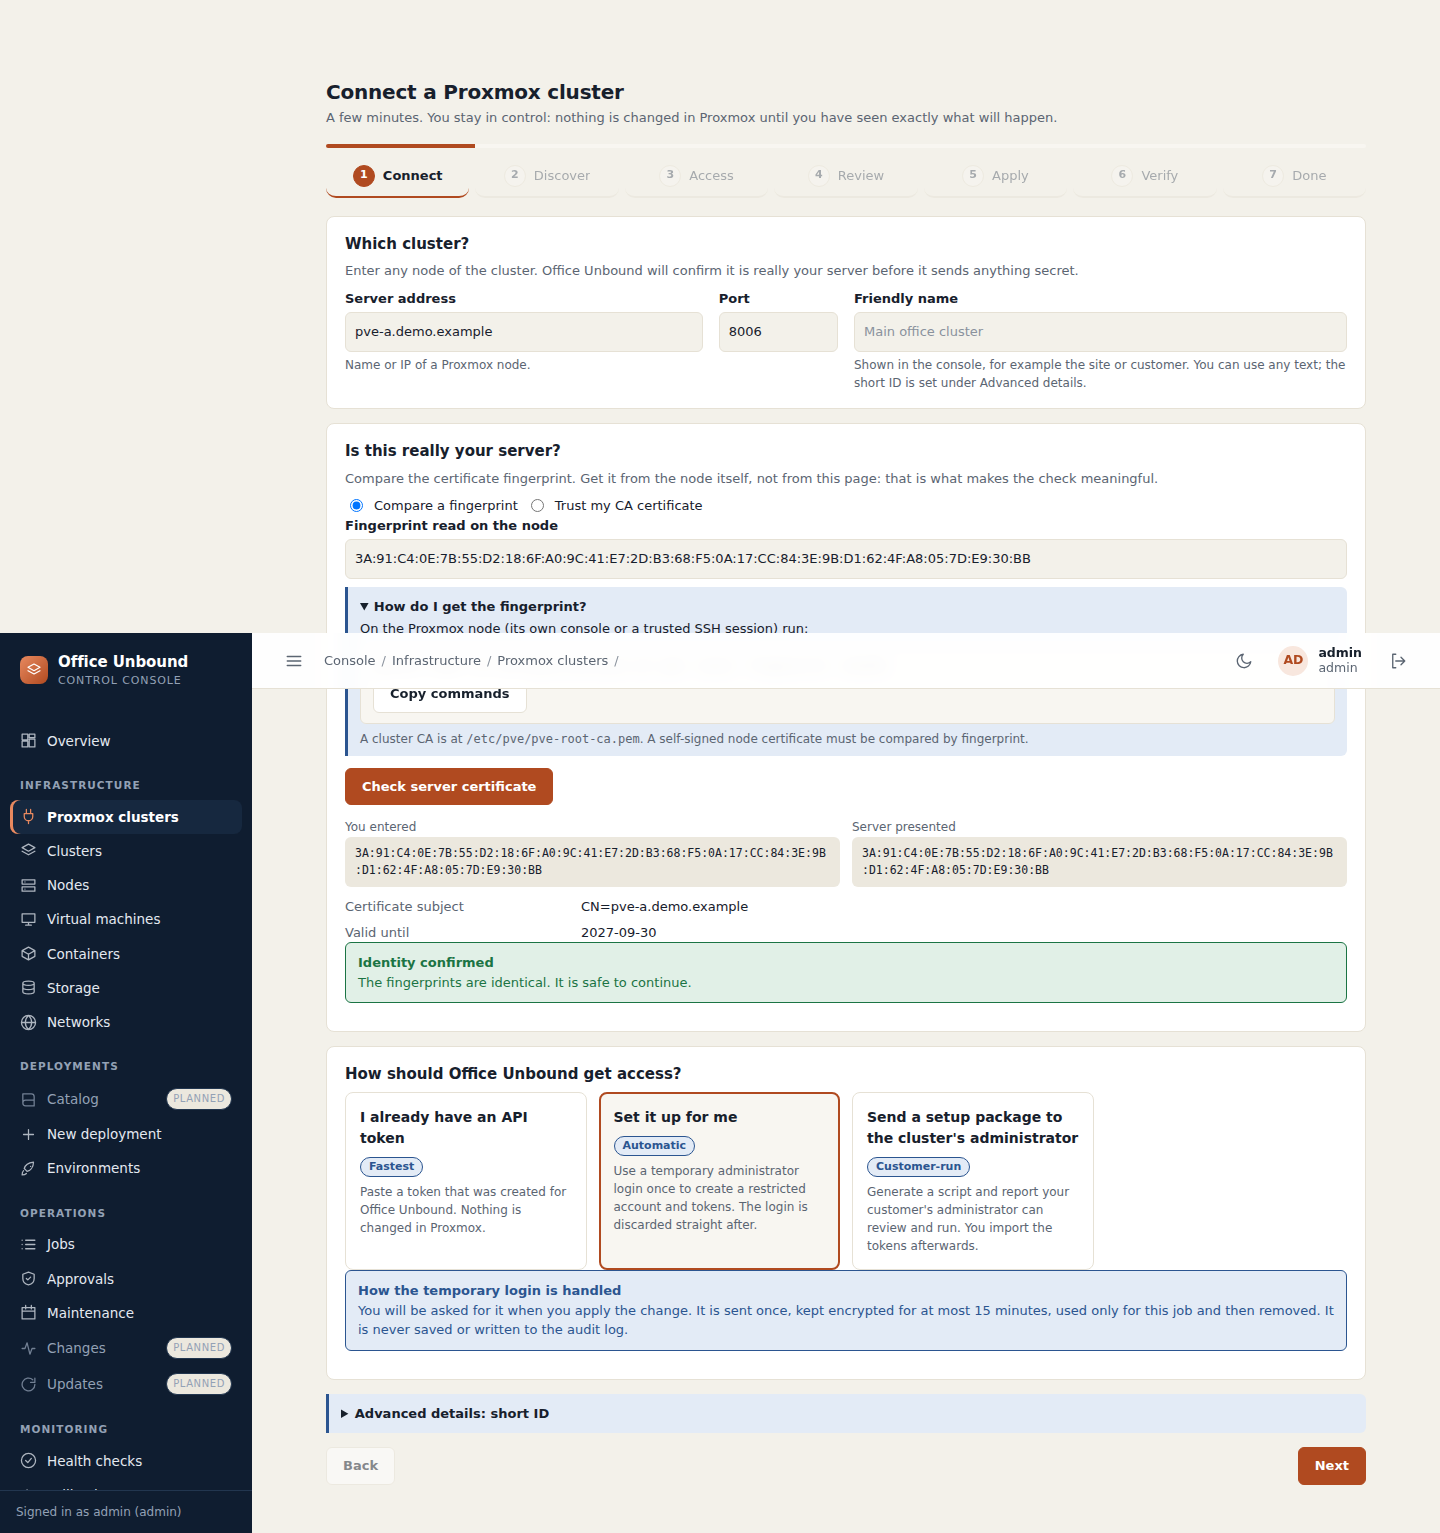 Connect a Proxmox cluster
A few minutes. You stay in control: nothing is changed in Proxmox until you have seen exactly what will happen.
1 Connect
2 Discover
3 Access
4 Review
5 Apply
6 Verify
7 Done
Which cluster?
Enter any node of the cluster. Office Unbound will confirm it is really your server before it sends anything secret.
Server address
Port
Friendly name
pve-a.demo.example
8006
Main office cluster
Name or IP of a Proxmox node.
Shown in the console, for example the site or customer. You can use any text; the
short ID is set under Advanced details.
Is this really your server?
Compare the certificate fingerprint. Get it from the node itself, not from this page: that is what makes the check meaningful.
Compare a fingerprint
Trust my CA certificate
Fingerprint read on the node
3A:91:C4:0E:7B:55:D2:18:6F:A0:9C:41:E7:2D:B3:68:F5:0A:17:CC:84:3E:9B:D1:62:4F:A8:05:7D:E9:30:BB
How do I get the fingerprint?
On the Proxmox node (its own console or a trusted SSH session) run:
Office Unbound
CONTROL CONSOLE
Console / Infrastructure / Proxmox clusters /
AD
admin
admin
Copy commands
A cluster CA is at /etc/pve/pve-root-ca.pem. A self-signed node certificate must be compared by fingerprint.
Check server certificate
You entered
Server presented
3A:91:C4:0E:7B:55:D2:18:6F:A0:9C:41:E7:2D:B3:68:F5:0A:17:CC:84:3E:9B
:D1:62:4F:A8:05:7D:E9:30:BB
3A:91:C4:0E:7B:55:D2:18:6F:A0:9C:41:E7:2D:B3:68:F5:0A:17:CC:84:3E:9B
:D1:62:4F:A8:05:7D:E9:30:BB
Certificate subject
CN=pve-a.demo.example
Valid until
2027-09-30
Identity confirmed
The fingerprints are identical. It is safe to continue.
How should Office Unbound get access?
I already have an API
token
Fastest
Paste a token that was created for
Office Unbound. Nothing is
changed in Proxmox.
Set it up for me
Automatic
Use a temporary administrator
login once to create a restricted
account and tokens. The login is
discarded straight after.
Send a setup package to
the cluster's administrator
Customer-run
Generate a script and report your
customer's administrator can
review and run. You import the
tokens afterwards.
How the temporary login is handled
You will be asked for it when you apply the change. It is sent once, kept encrypted for at most 15 minutes, used only for this job and then removed. It
is never saved or written to the audit log.
Advanced details: short ID
Back
Next
Overview
INFRASTRUCTURE
Proxmox clusters
Clusters
Nodes
Virtual machines
Containers
Storage
Networks
DEPLOYMENTS
Catalog
PLANNED
New deployment
Environments
OPERATIONS
Jobs
Approvals
Maintenance
Changes
PLANNED
Updates
PLANNED
MONITORING
Health checks
Signed in as admin (admin)